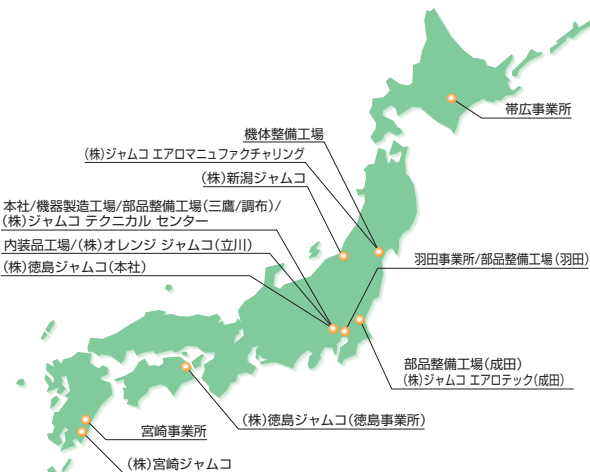 帯広事業所
機体整備工場
(株)ジャムコ エアロマニュファクチャリング
(株)新潟ジャムコ
本社/機器製造工場/部品整備工場(三鷹/調布)/
(株)ジャムコ テクニカル センター
内装品工場/(株)オレンジ ジャムコ(立川)
(株)徳島ジャムコ(本社)
羽田事業所/部品整備工場(羽田)
部品整備工場(成田)
(株)ジャムコ エアロテック(成田)
(株)徳島ジャムコ(徳島事業所)
宮崎事業所
(株)宮崎ジャムコ